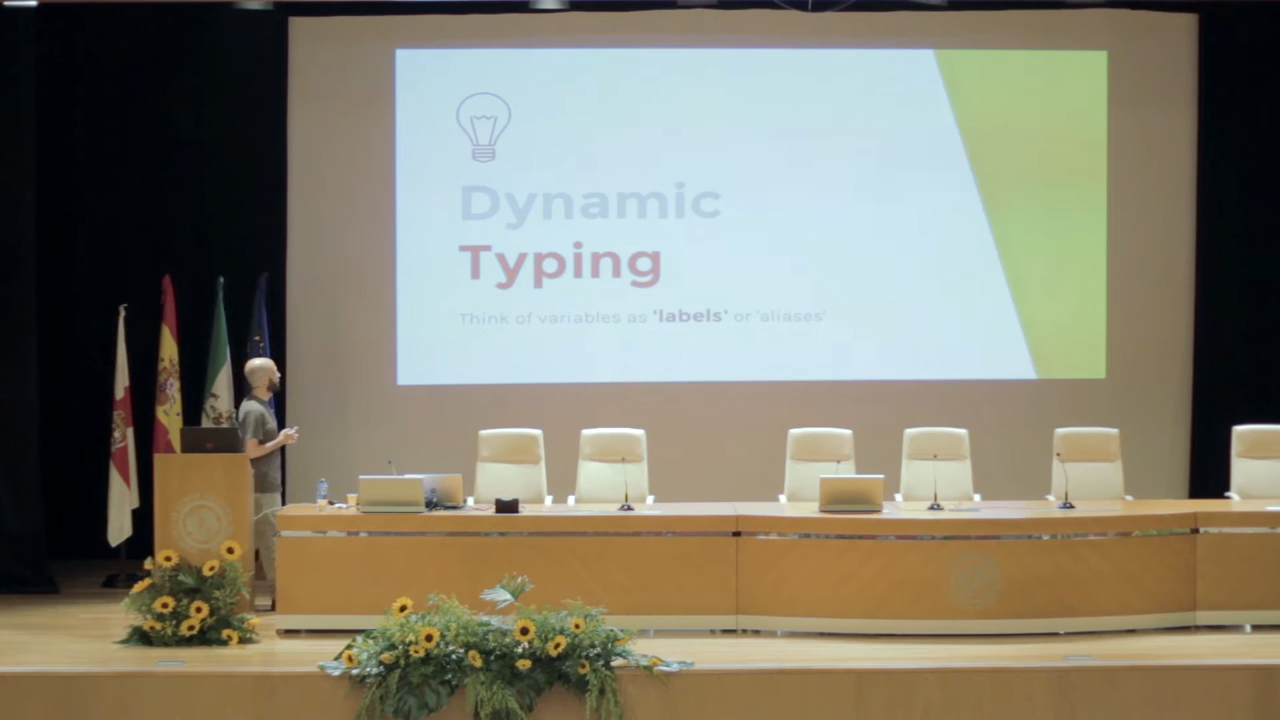 Dynamic
Typing
Think of variables as 'labels' or 'aliases'